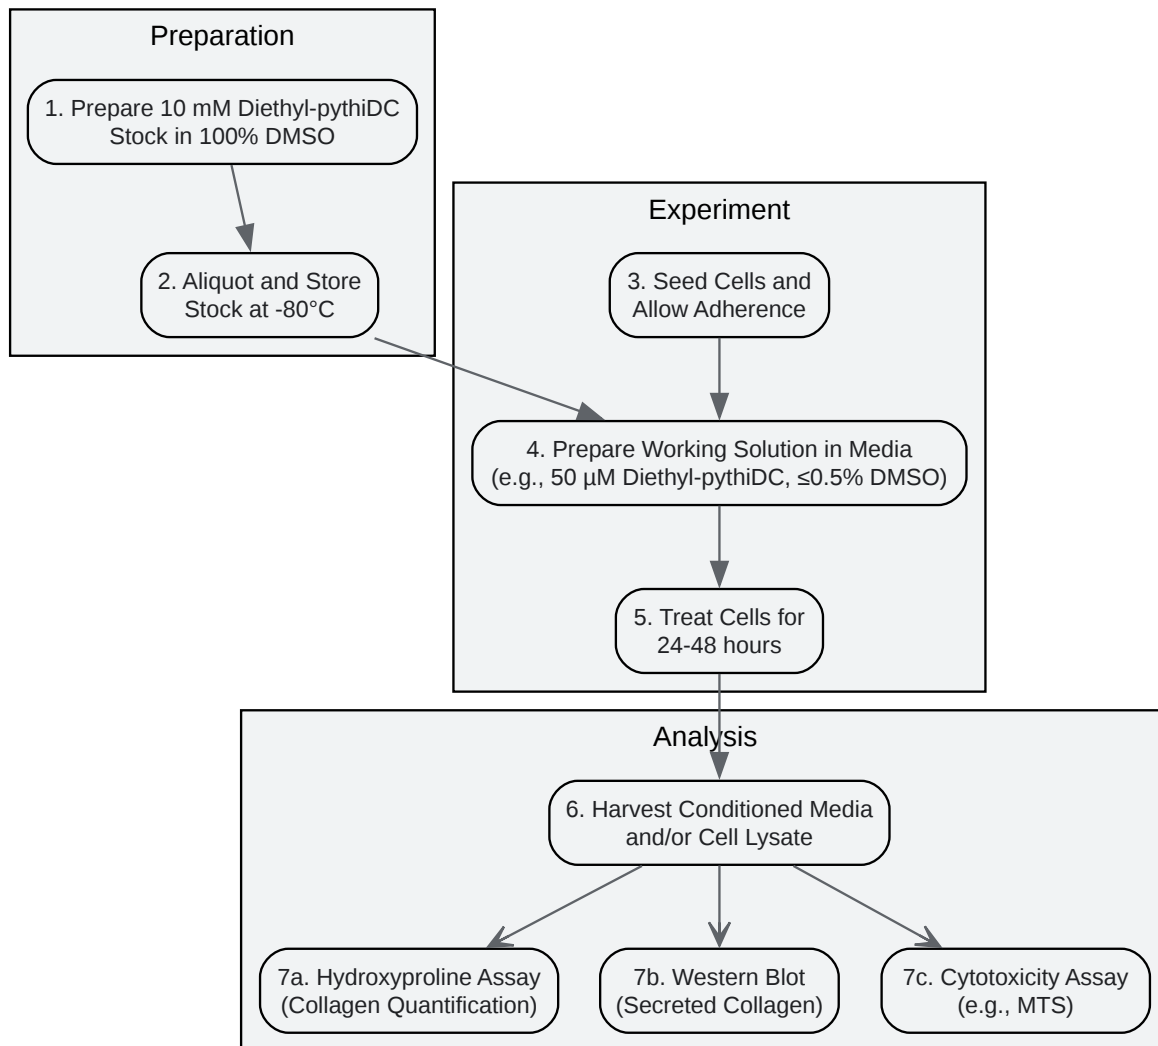 Preparation
1. Prepare 10 mM Diethyl-pythiDC
Stock in 100% DMSO
2. Aliquot and Store
Stock at -80°C
Experiment
3. Seed Cells and
Allow Adherence
4. Prepare Working Solution in Media
(e.g., 50 µM Diethyl-pythiDC, ≤0.5% DMSO)
5. Treat Cells for
24-48 hours
Analysis
6. Harvest Conditioned Media
and/or Cell Lysate
7a. Hydroxyproline Assay
(Collagen Quantification)
7b. Western Blot
(Secreted Collagen)
7c. Cytotoxicity Assay
(e.g., MTS)